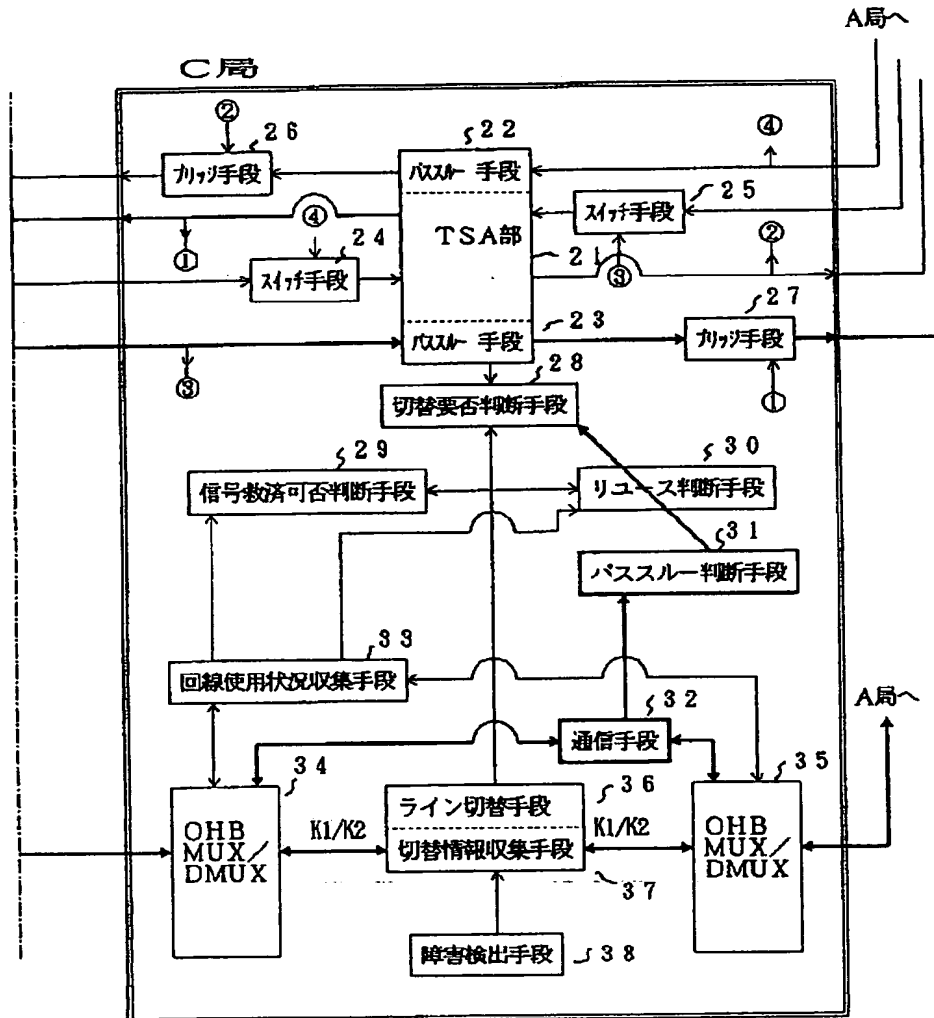 A局へ
C局
②
26
22
④
ブリッジ手段
パススルー 手段
25
スイッチ手段
②
④
24
TSA部
21
①
スイッチ手段
③
27
23
ブリッジ手段
パススルー 手段
③
28
①
切替要否判断手段
29
30
信号救済可否判断手段
リユース判断手段
31
パススルー判断手段
33
回線使用状況収集手段
32
A局へ
通信手段
34
35
36
ライン切替手段
OHB
MUX/
DMUX
K1/K2
K1/K2
OHB
MUX/
DMUX
切替情報収集手段
37
障害検出手段
38